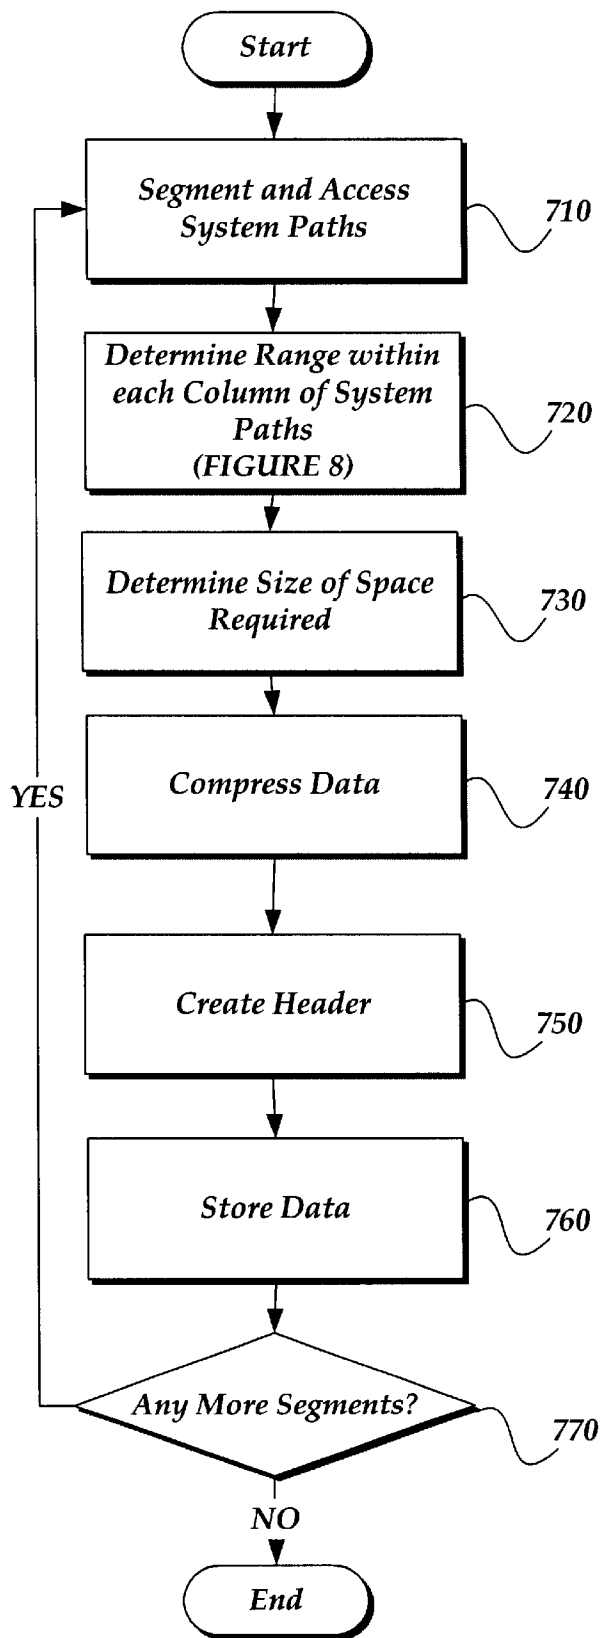 Start
Segment and Access
System Paths
710
Determine Range within
each Column of System
Paths
(FIGURE 8)
720
Determine Size of Space
Required
730
Compress Data
740
YES
Create Header
750
Store Data
760
Any More Segments?
770
NO
End